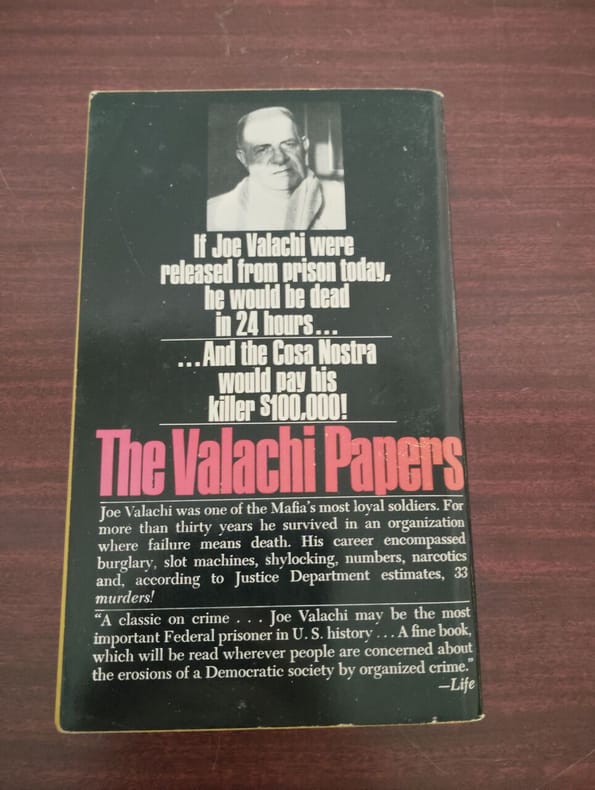 If Joe Valachi were
released from prison today,
he would be dead
in 24 hours...
...And the Cosa Nostra
would pay his
killer $100,000!
The Valachi Papers
Joe Valachi was one of the Mafia's most loyal soldiers. For
more than thirty years he survived in an organization
where failure means death. His career encompassed
burglary, slot machines, shylocking, numbers, narcotics
and, according to Justice Department estimates, 33
murders!
"A classic on crime . . . Joe Valachi may be the most
important Federal prisoner in U. S. history . . . A fine book,
which will be read wherever people are concerned about
the erosions of a Democratic society by organized crime."
—Life